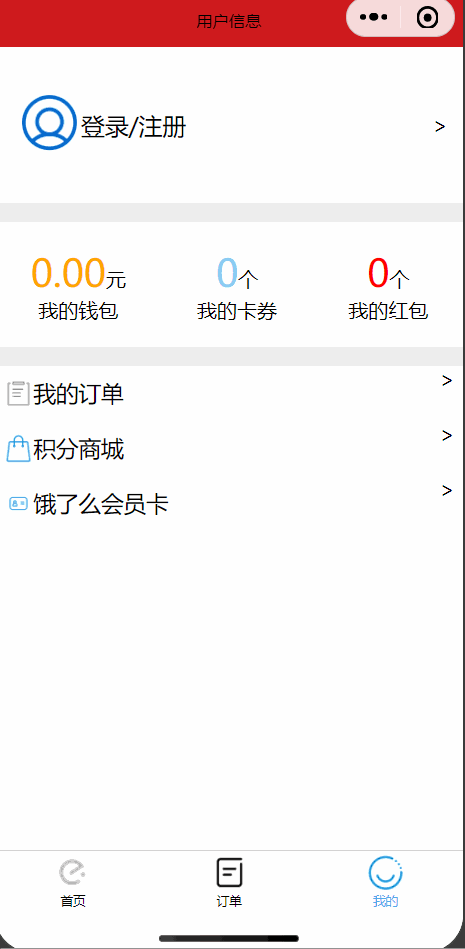 用户信息
登录/注册 >
0.00元 0个 0个
我的钱包 我的卡券 我的红包
我的订单 >
积分商城 >
饿了么会员卡 >
首页 订单 我的